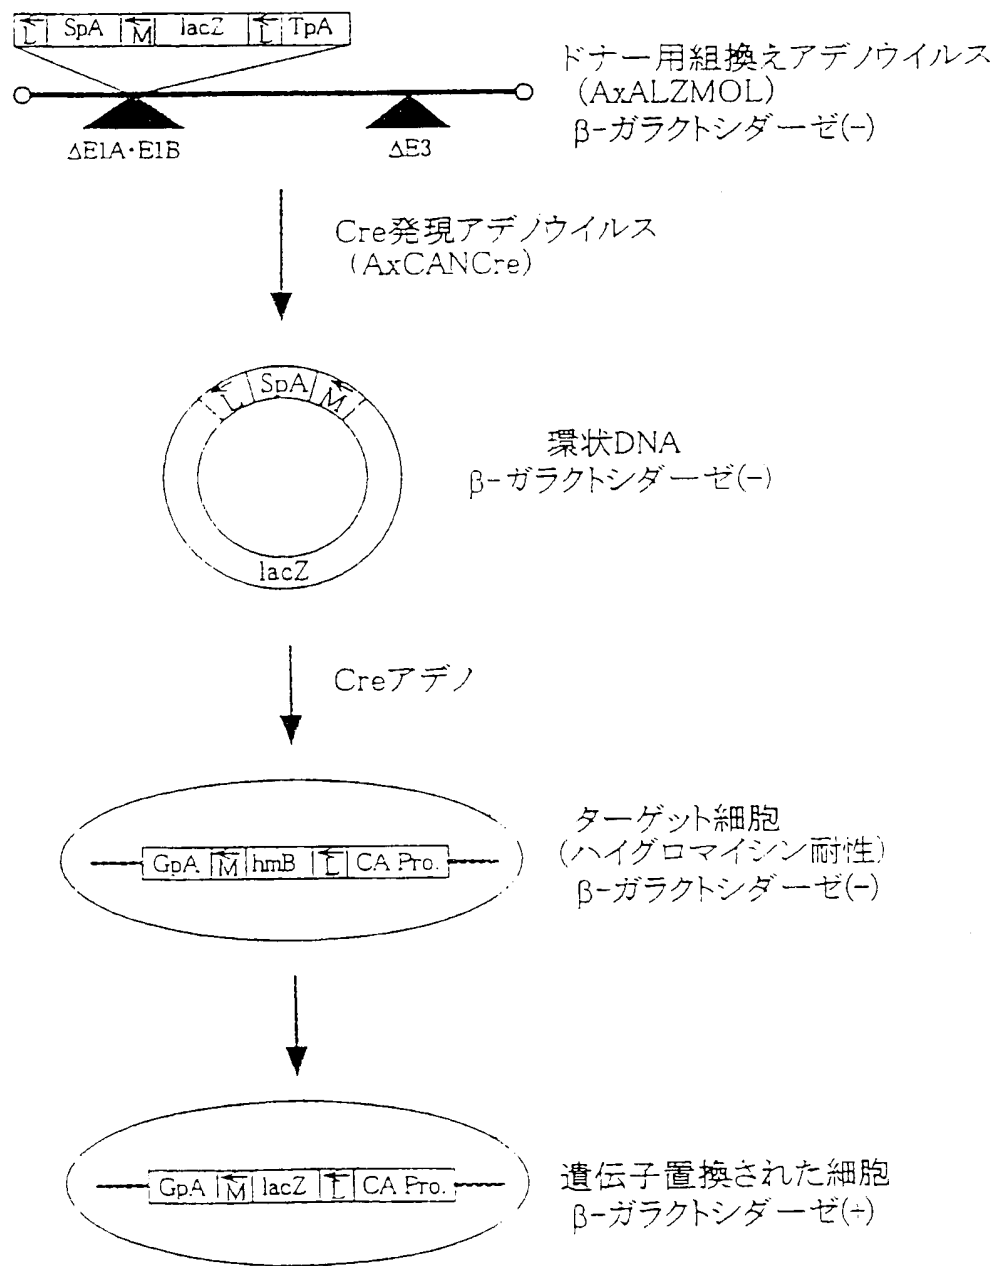 L SpA M lacZ L TpA
ドナー用組換えアデノウイルス
(AxALZMOL)
β-ガラクトシダーゼ(-)
ΔE1A・E1B
ΔE3
Cre発現アデノウイルス
(AxCANCre)
L SpA M
環状DNA
β-ガラクトシダーゼ(-)
lacZ
Creアデノ
ターゲット細胞
(ハイグロマイシン耐性)
β-ガラクトシダーゼ(-)
GpA M hmB L CA Pro.
遺伝子置換された細胞
β-ガラクトシダーゼ(+)
GpA M lacZ L CA Pro.